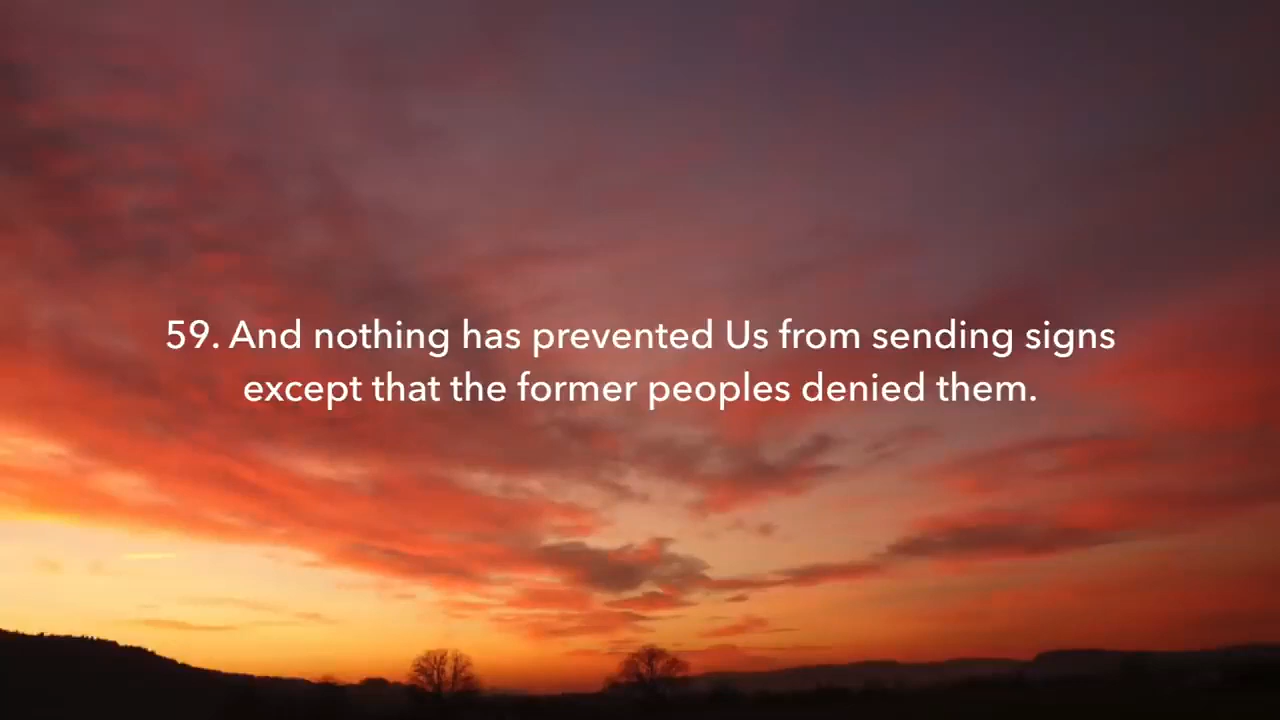 59. And nothing has prevented Us from sending signs
except that the former peoples denied them.